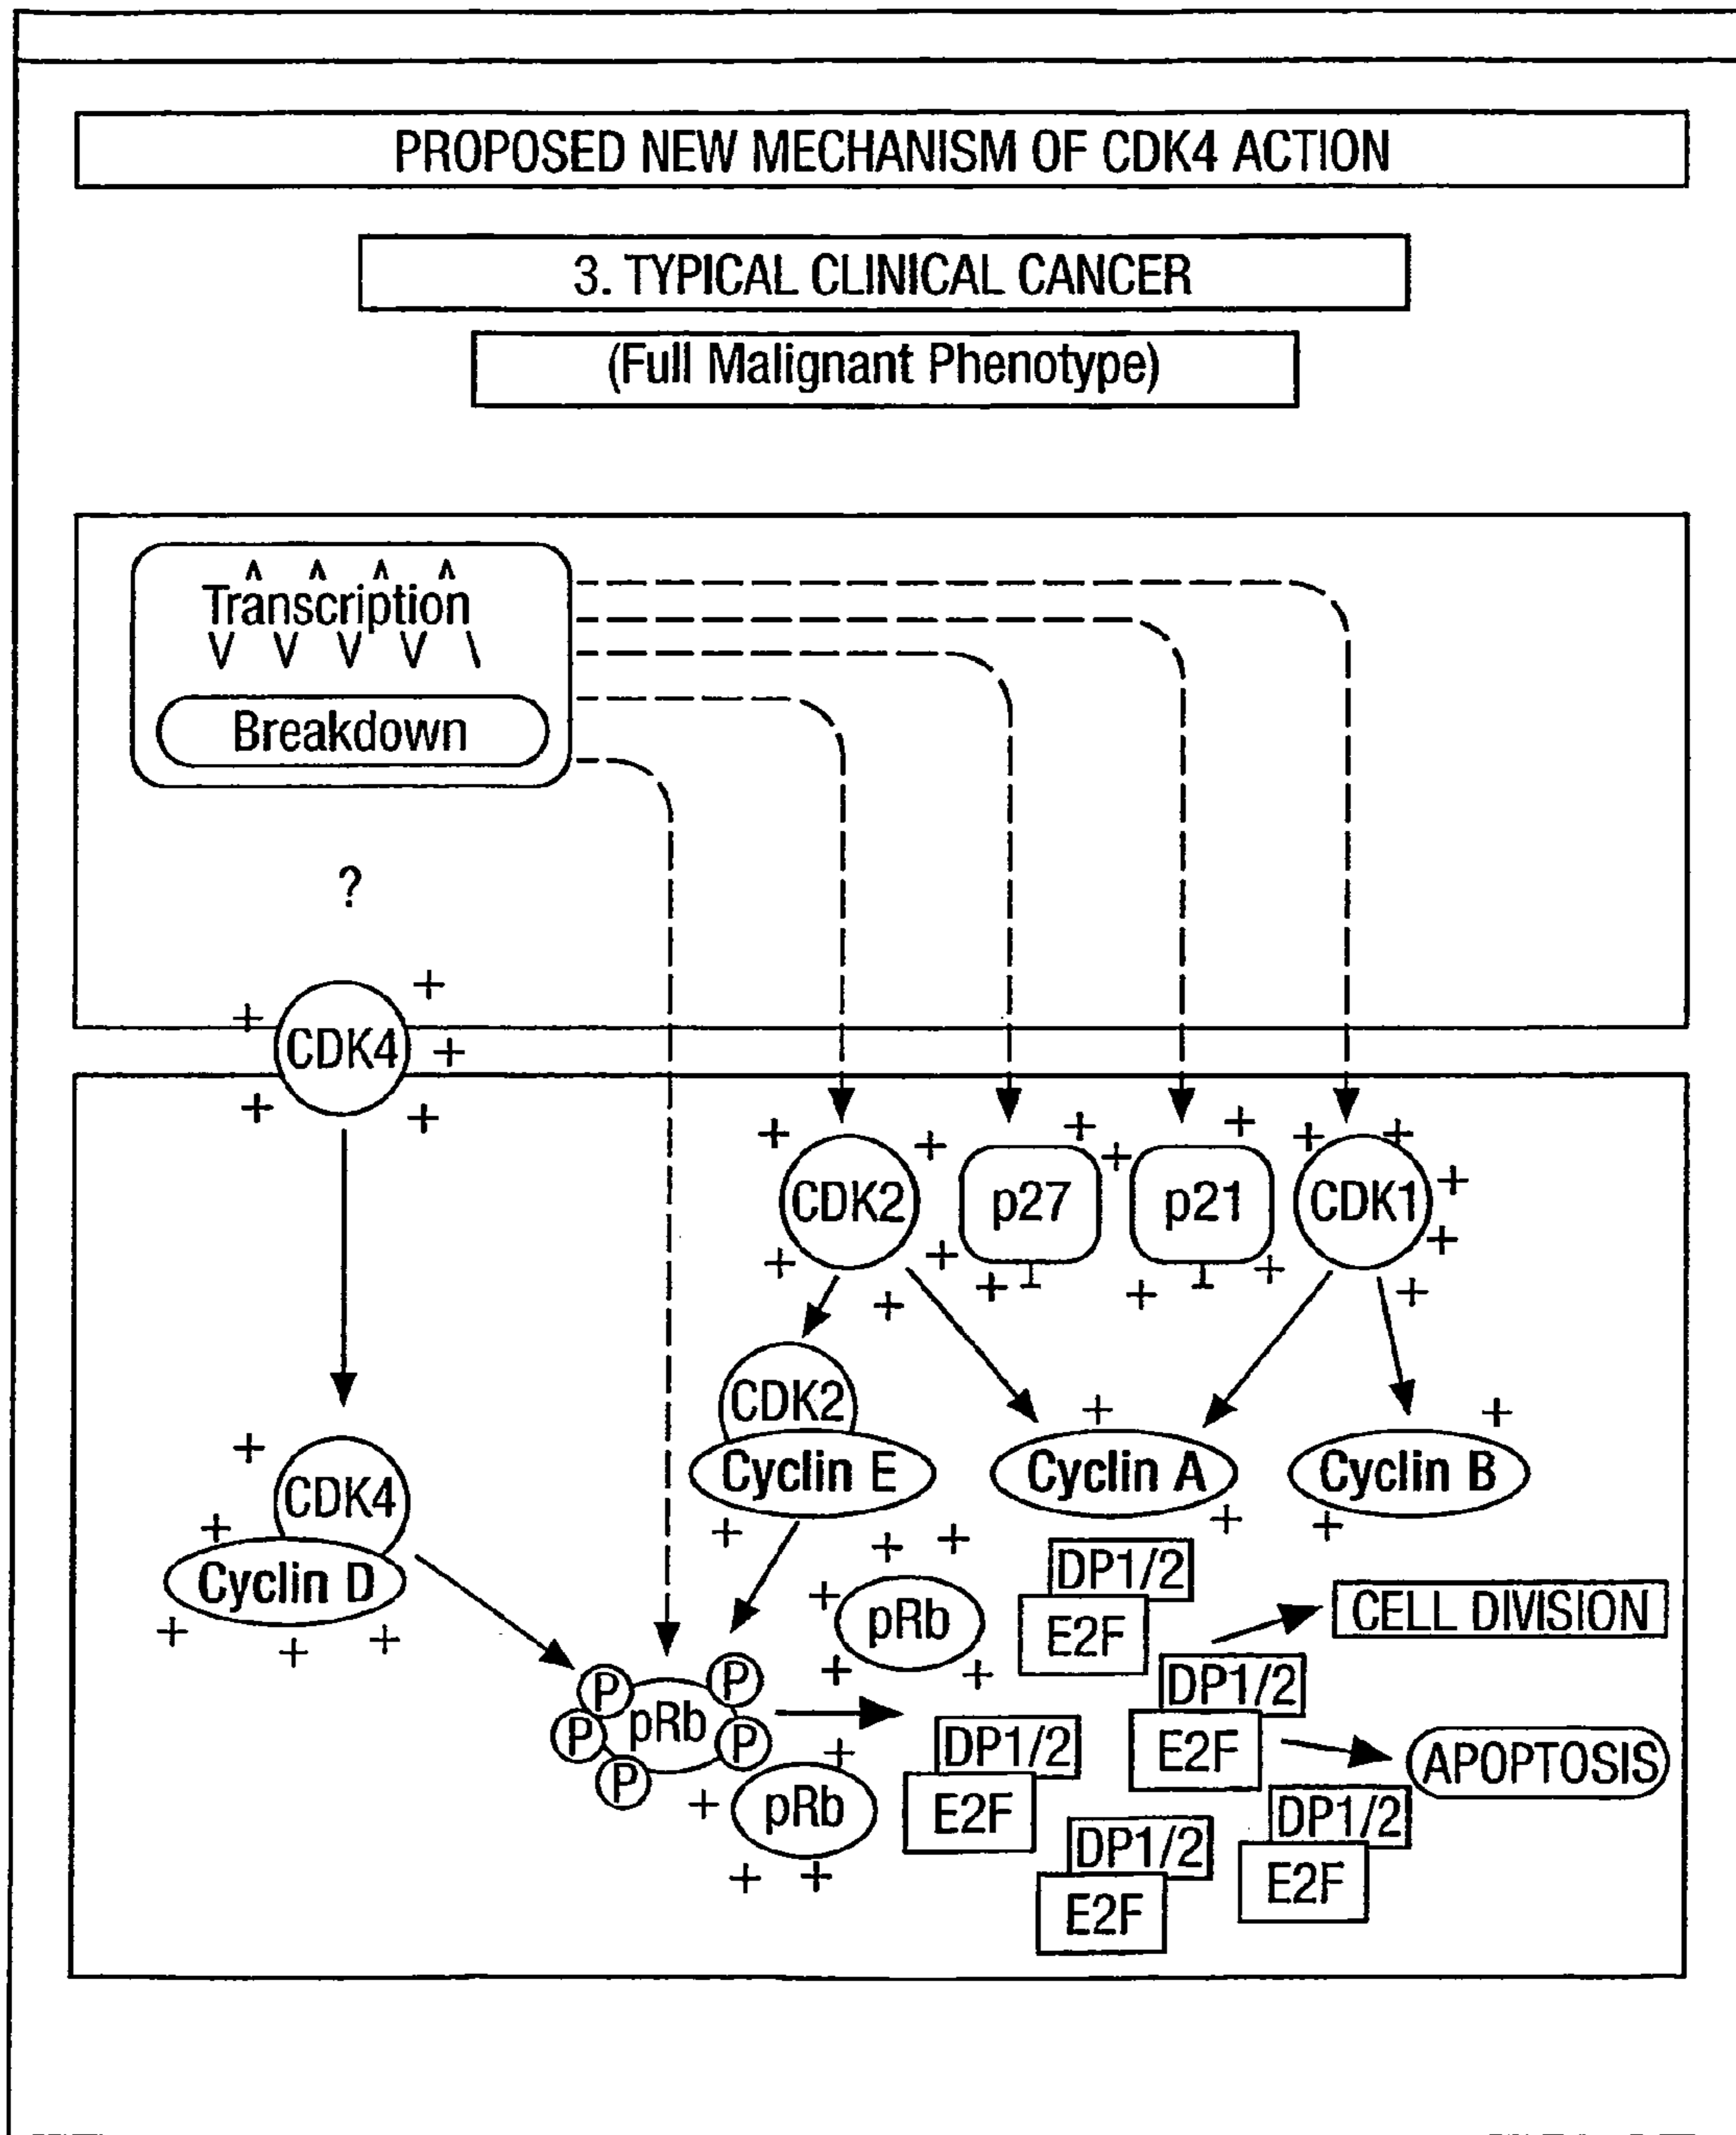 PROPOSED NEW MECHANISM OF CDK4 ACTION
3. TYPICAL CLINICAL CANCER
(Full Malignant Phenotype)
Transcription
Breakdown
?
CDK4
CDK2
p27
p21
CDK1
CDK2
Cyclin E
Cyclin A
Cyclin B
CDK4
Cyclin D
pRb
DP1/2
E2F
CELL DIVISION
P
P
P
P
P
pRb
pRb
DP1/2
E2F
DP1/2
E2F
APOPTOSIS
DP1/2
E2F
DP1/2
E2F